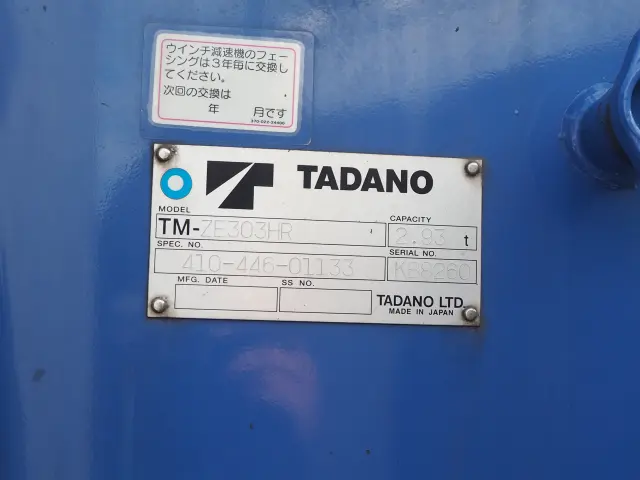 ウインチ減速機のフェー
シングは3年毎に交換し
てください。
次回の交換は
年 月です
TADANO
MODEL
CAPACITY
TM-ZE303HR
2.93 t
SPEC. NO.
SERIAL NO.
410-446-01133
KB8260
MFG. DATE
SS NO.
TADANO LTD.
MADE IN JAPAN